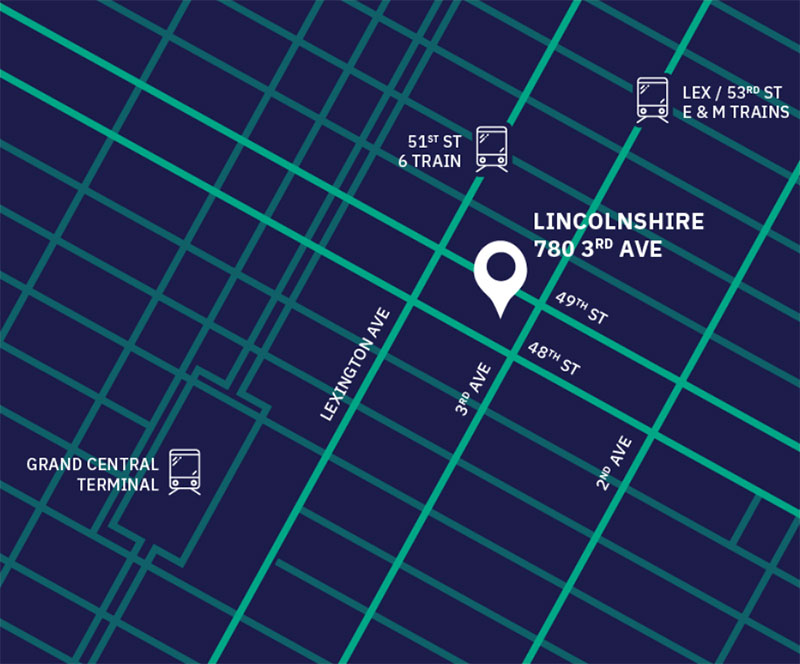 LEX / 53RD ST
E & M TRAINS
51ST ST
6 TRAIN
LINCOLNSHIRE
780 3RD AVE
49TH ST
48TH ST
LEXINGTON AVE
3RD AVE
2ND AVE
GRAND CENTRAL
TERMINAL